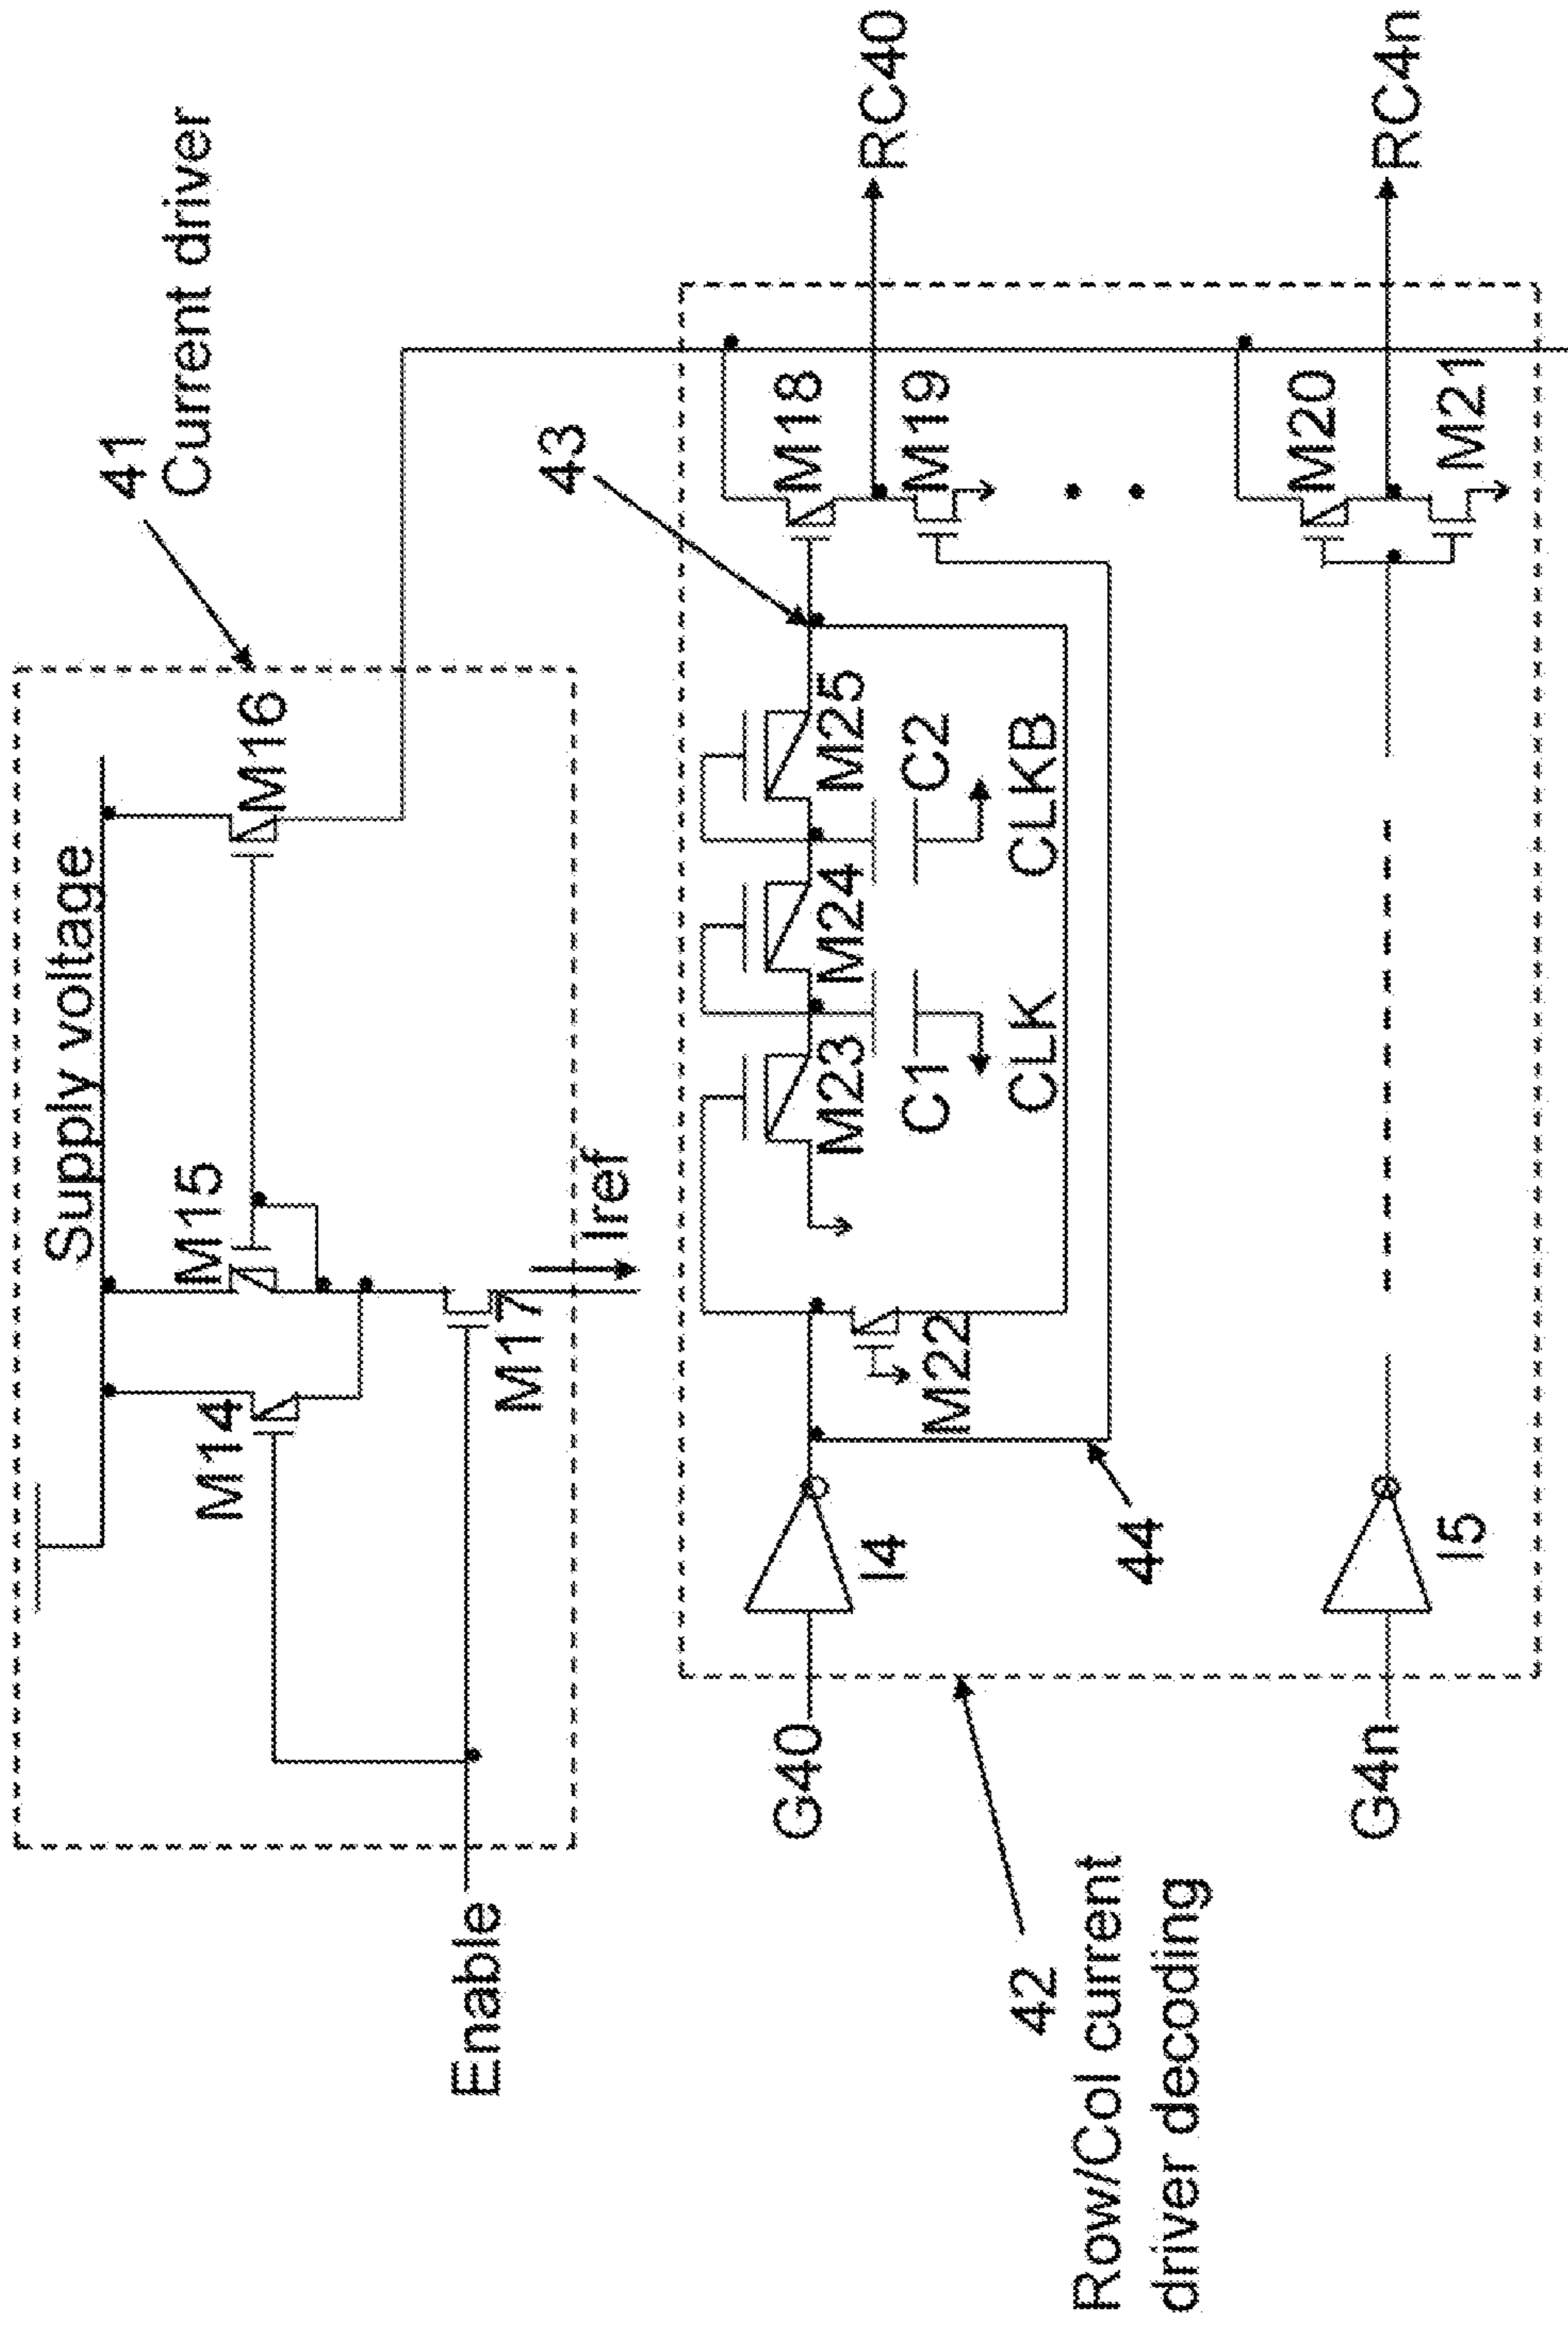 41
Current driver
Supply voltage
M14
M15
M16
M17
Enable
Iref
42
Row/Col current
driver decoding
43
44
G40
I4
M22
M23
M24
M25
C1
C2
CLK
CLKB
M18
M19
RC40
G4n
I5
M20
M21
RC4n